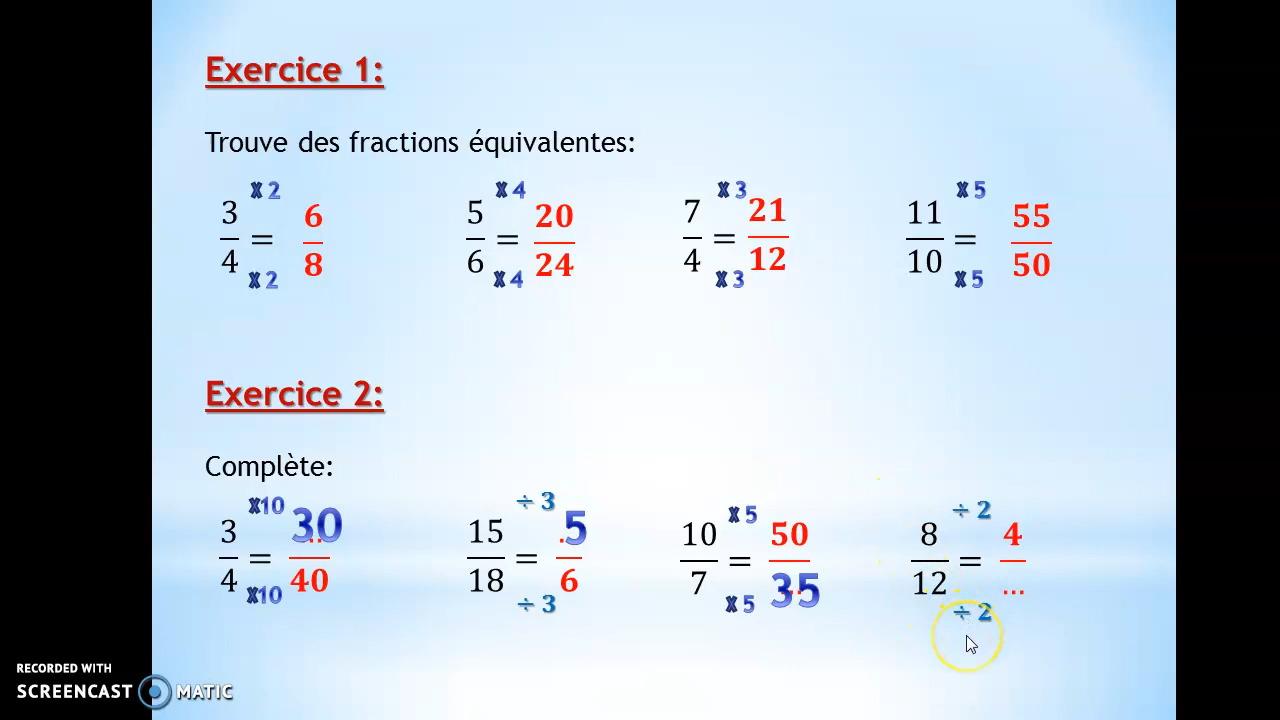 Exercice 1:
Trouve des fractions équivalentes:
x 2 x 4 x 3 x 5
3/4 = 6/8 5/6 = 20/24 7/4 = 21/12 11/10 = 55/50
x 2 x 4 x 3 x 5
Exercice 2:
Complète:
x10 ÷ 3 x 5 ÷ 2
3/4 = 30/40 15/18 = 5/6 10/7 = 50/35 8/12 = 4/...
x10 ÷ 3 x 5 ÷ 2
RECORDED WITH
SCREENCAST MATIC